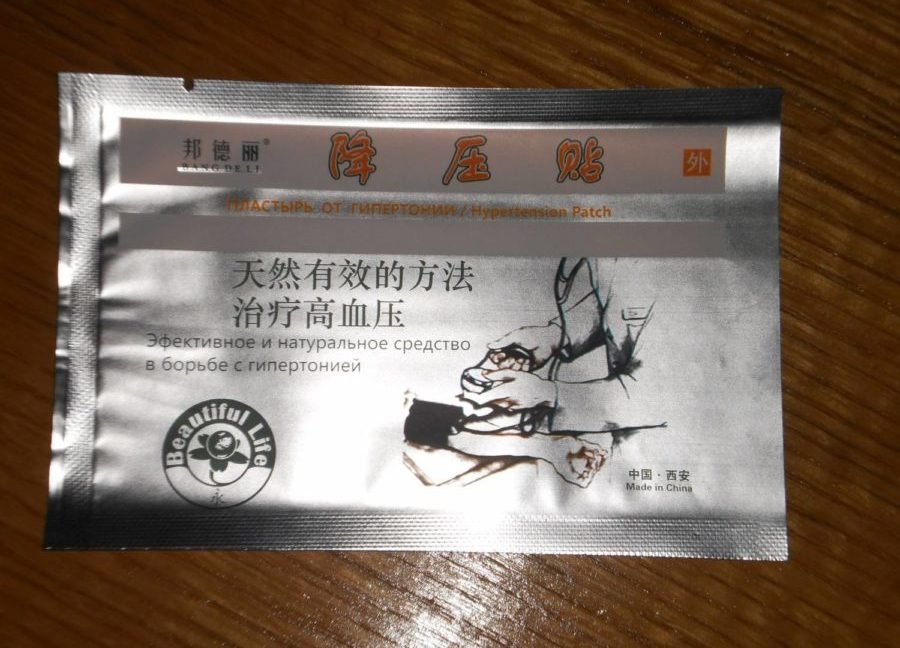 邦德丽®
BANG DE LI
降压贴
外
ПЛАСТЫРЬ ОТ ГИПЕРТОНИИ / Hypertension Patch
天然有效的方法
治疗高血压
Эфективное и натуральное средство
в борьбе с гипертонией
Beautiful Life
永
中国·西安
Made in China